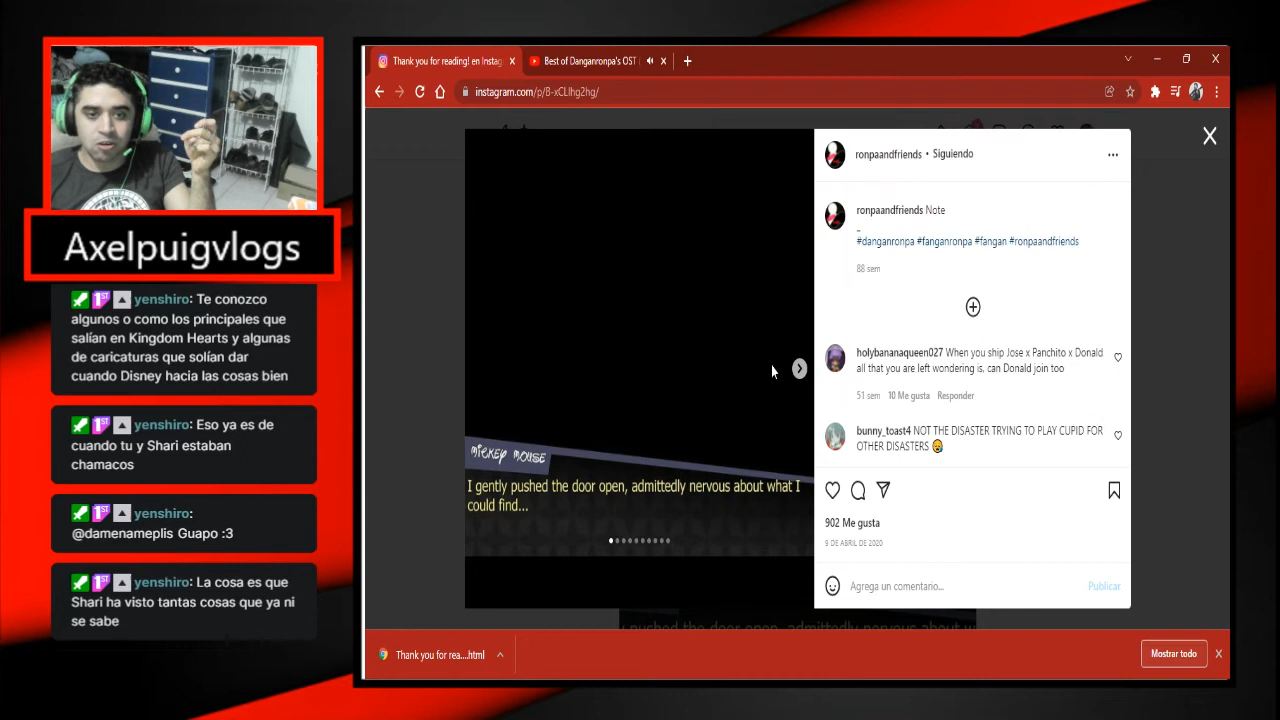 Axelpuigvlogs
yenshiro: Te conozco
algunos o como los principales que
salían en Kingdom Hearts y algunas
de caricaturas que solían dar
cuando Disney hacia las cosas bien
yenshiro: Eso ya es de
cuando tu y Shari estaban
chamacos
yenshiro:
@damenameplis Guapo :3
yenshiro: La cosa es que
Shari ha visto tantas cosas que ya ni
se sabe
Thank you for reading! en Instag
Best of Danganronpa's OST
instagram.com/p/B-xCLlhg2hg/
mickey mouse
I gently pushed the door open, admittedly nervous about what I
could find...
ronpaandfriends • Siguiendo
ronpaandfriends Note
_
#danganronpa #fanganronpa #fangan #ronpaandfriends
88 sem
holybananaqueen027 When you ship Jose x Panchito x Donald
all that you are left wondering is, can Donald join too
51 sem 10 Me gusta Responder
bunny_toast4 NOT THE DISASTER TRYING TO PLAY CUPID FOR
OTHER DISASTERS
902 Me gusta
9 DE ABRIL DE 2020
Agrega un comentario...
Publicar
Thank you for rea....html
Mostrar todo